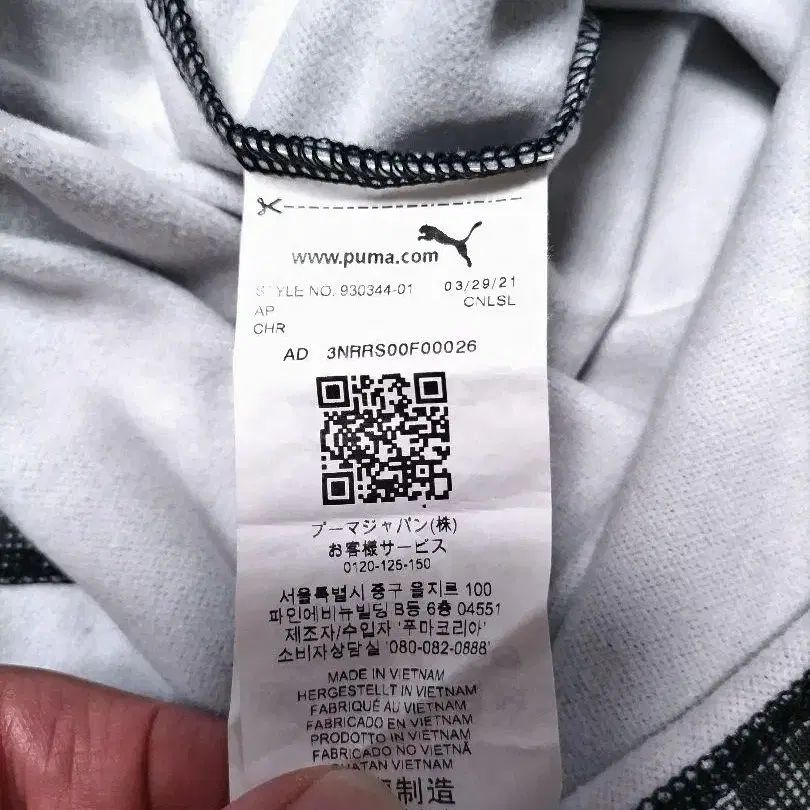 www.puma.com
STYLE NO. 930344-01 03/29/21
AP CNLSL
CHR
AD 3NRRS00F00026
プーマジャパン(株)
お客様サービス
0120-125-150
서울특별시 중구 을지르 100
파인에비뉴빌딩 B동 6층 04551
제조자/수입자 '푸마코리아'
소비자상담실 '080-082-0888'
MADE IN VIETNAM
HERGESTELLT IN VIETNAM
FABRIQUÉ AU VIETNAM
FABRICADO EN VIETNAM
PRODOTTO IN VIETNAM
FABRICADO NO VIETNÃ
VIETNAM
制造